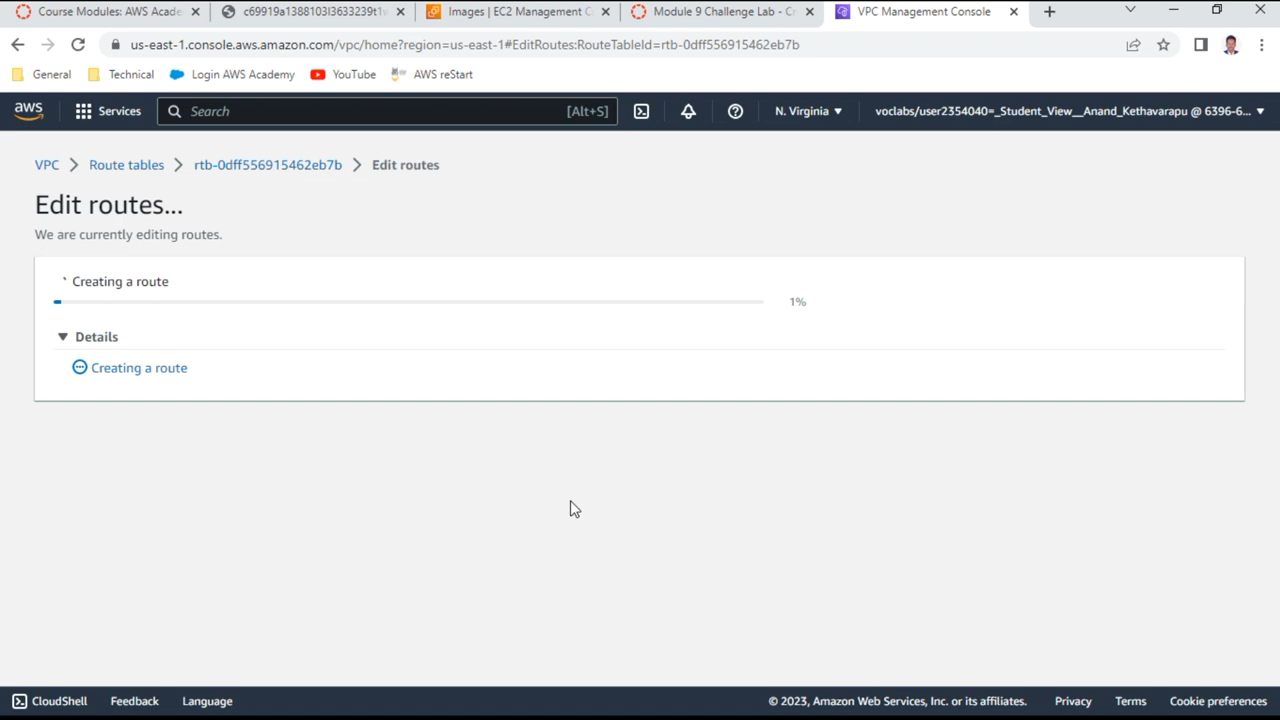 Course Modules: AWS Acade
c69919a1388103l3633239t1w
Images | EC2 Management C
Module 9 Challenge Lab - Cr
VPC Management Console
us-east-1.console.aws.amazon.com/vpc/home?region=us-east-1#EditRoutes:RouteTableId=rtb-0dff556915462eb7b
General
Technical
Login AWS Academy
YouTube
AWS reStart
aws
Services
Search
[Alt+S]
N. Virginia
voclabs/user2354040=_Student_View__Anand_Kethavarapu @ 6396-6...
VPC
Route tables
rtb-0dff556915462eb7b
Edit routes
Edit routes...
We are currently editing routes.
Creating a route
1%
Details
Creating a route
CloudShell
Feedback
Language
© 2023, Amazon Web Services, Inc. or its affiliates.
Privacy
Terms
Cookie preferences